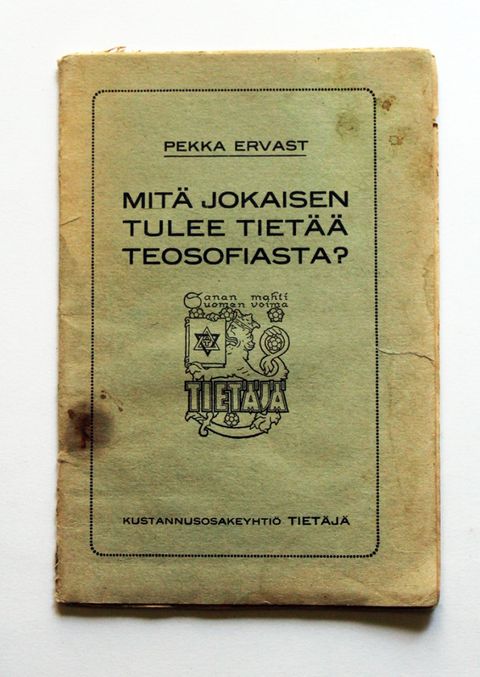 PEKKA ERVAST
MITÄ JOKAISEN
TULEE TIETÄÄ
TEOSOFIASTA?
Sanan mahti
Suomen voima
TIETÄJÄ
KUSTANNUSOSAKEYHTIÖ TIETÄJÄ